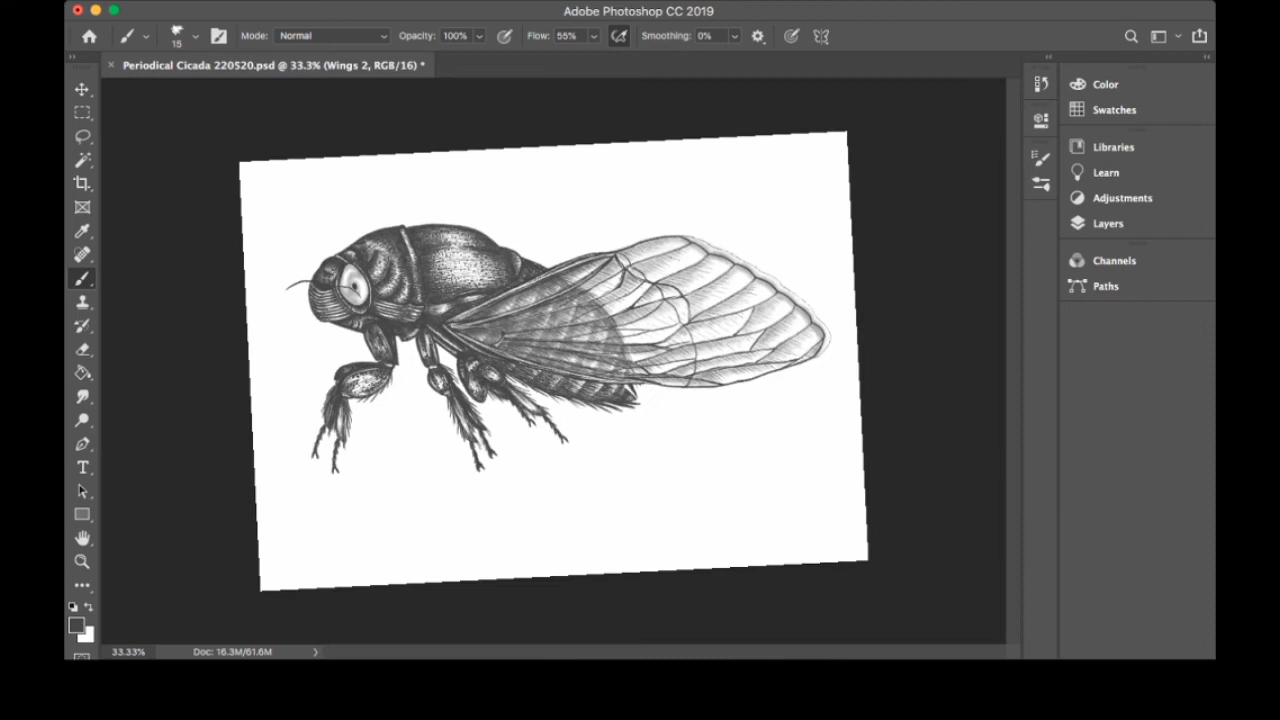 Adobe Photoshop CC 2019
15 Mode: Normal Opacity: 100% Flow: 55% Smoothing: 0%
× Periodical Cicada 220520.psd @ 33.3% (Wings 2, RGB/16) *
Color
Swatches
Libraries
Learn
Adjustments
Layers
Channels
Paths
33.33% Doc: 16.3M/61.6M